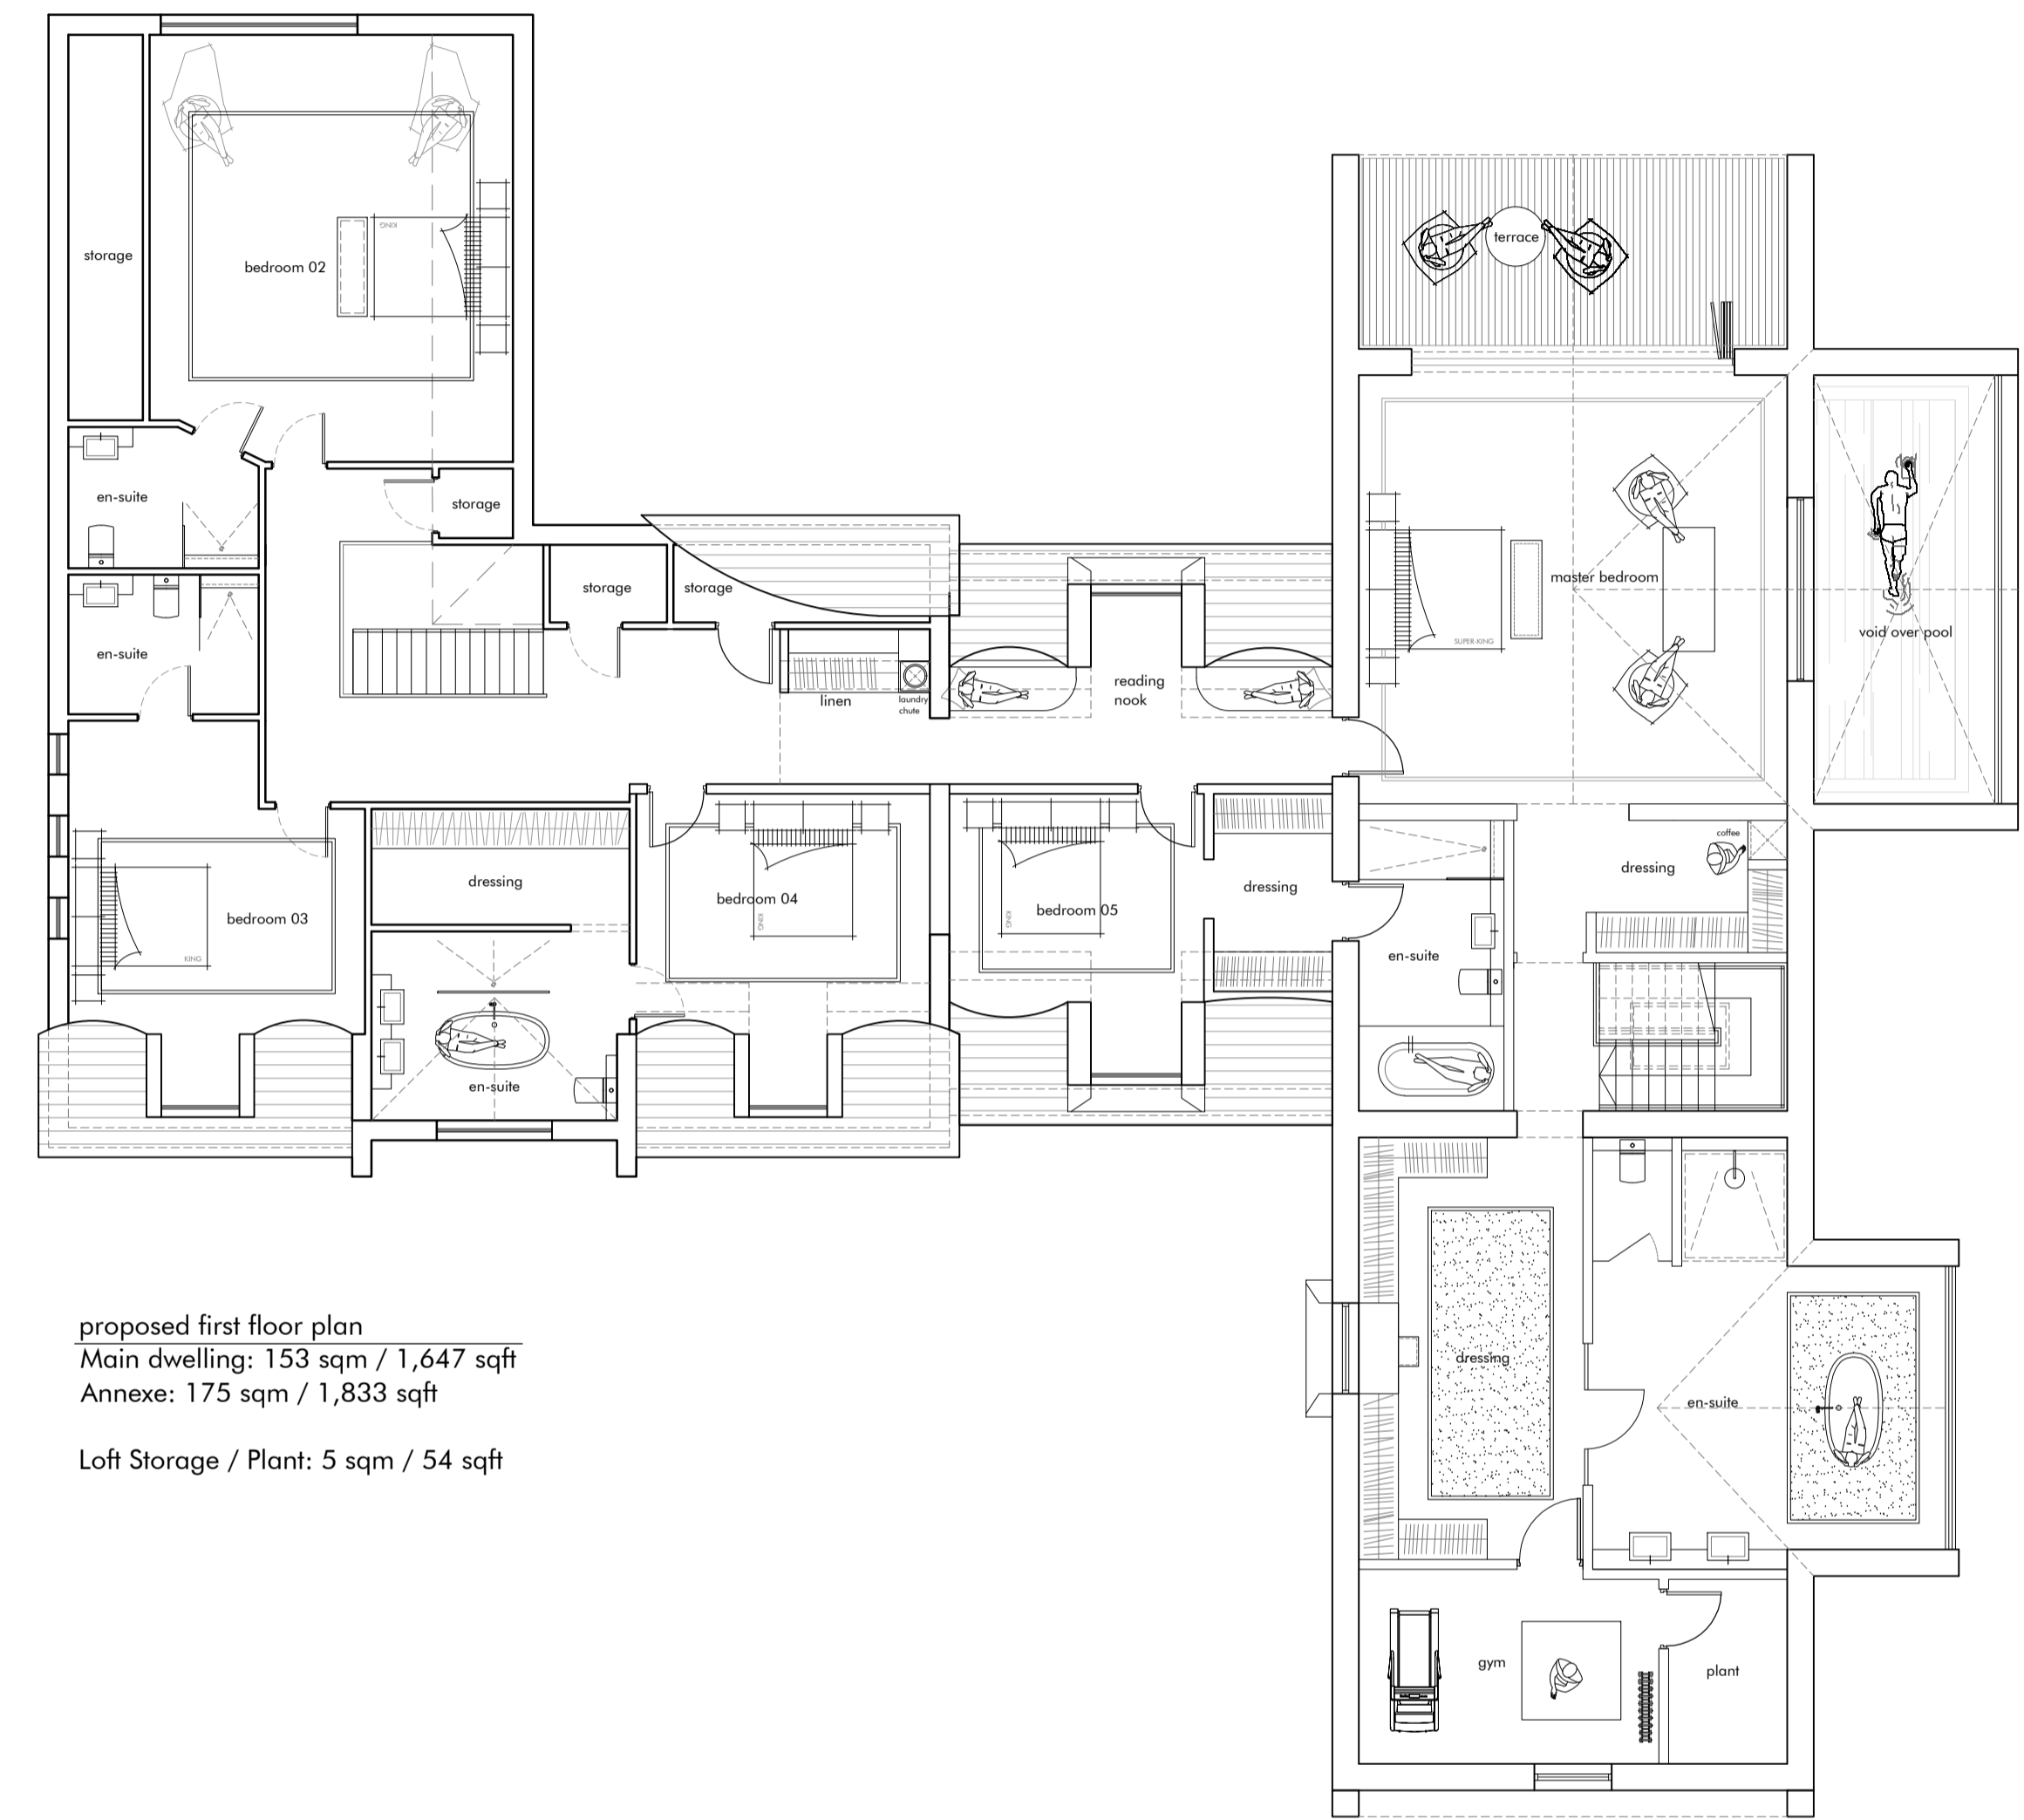 terrace
storage
bedroom 02
KING
en-suite
storage
storage
storage
master bedroom
SUPER-KING
void over pool
en-suite
reading
nook
linen
laundry
chute
coffee
dressing
dressing
dressing
bedroom 03
KING
bedroom 04
KING
bedroom 05
KING
en-suite
en-suite
proposed first floor plan
Main dwelling: 153 sqm / 1,647 sqft
Annexe: 175 sqm / 1,833 sqft
Loft Storage / Plant: 5 sqm / 54 sqft
dressing
en-suite
gym
plant